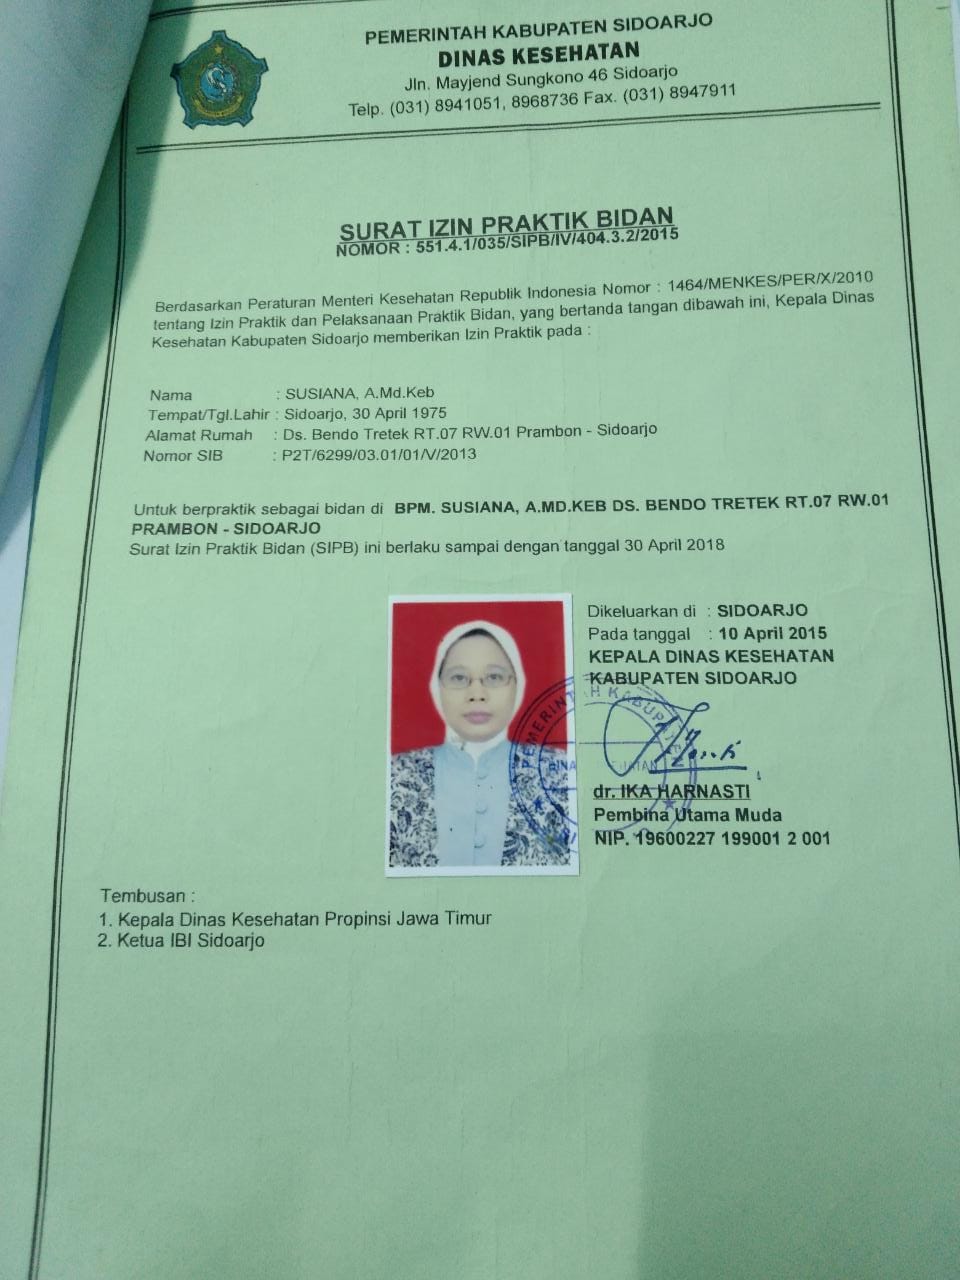 PEMERINTAH KABUPATEN SIDOARJO
DINAS KESEHATAN
Jln. Mayjend Sungkono 46 Sidoarjo
Telp. (031) 8941051, 8968736 Fax. (031) 8947911
SURAT IZIN PRAKTIK BIDAN
NOMOR : 551.4.1/035/SIPB/IV/404.3.2/2015
Berdasarkan Peraturan Menteri Kesehatan Republik Indonesia Nomor : 1464/MENKES/PER/X/2010
tentang Izin Praktik dan Pelaksanaan Praktik Bidan, yang bertanda tangan dibawah ini, Kepala Dinas
Kesehatan Kabupaten Sidoarjo memberikan Izin Praktik pada :
Nama : SUSIANA, A.Md.Keb
Tempat/Tgl.Lahir : Sidoarjo, 30 April 1975
Alamat Rumah : Ds. Bendo Tretek RT.07 RW.01 Prambon - Sidoarjo
Nomor SIB : P2T/6299/03.01/01/V/2013
Untuk berpraktik sebagai bidan di BPM. SUSIANA, A.MD.KEB DS. BENDO TRETEK RT.07 RW.01
PRAMBON - SIDOARJO
Surat Izin Praktik Bidan (SIPB) ini berlaku sampai dengan tanggal 30 April 2018
Dikeluarkan di : SIDOARJO
Pada tanggal : 10 April 2015
KEPALA DINAS KESEHATAN
KABUPATEN SIDOARJO
PEMERINTAH KABUPATE
dr. IKA HARNASTI
Pembina Utama Muda
NIP. 19600227 199001 2 001
Tembusan :
1. Kepala Dinas Kesehatan Propinsi Jawa Timur
2. Ketua IBI Sidoarjo